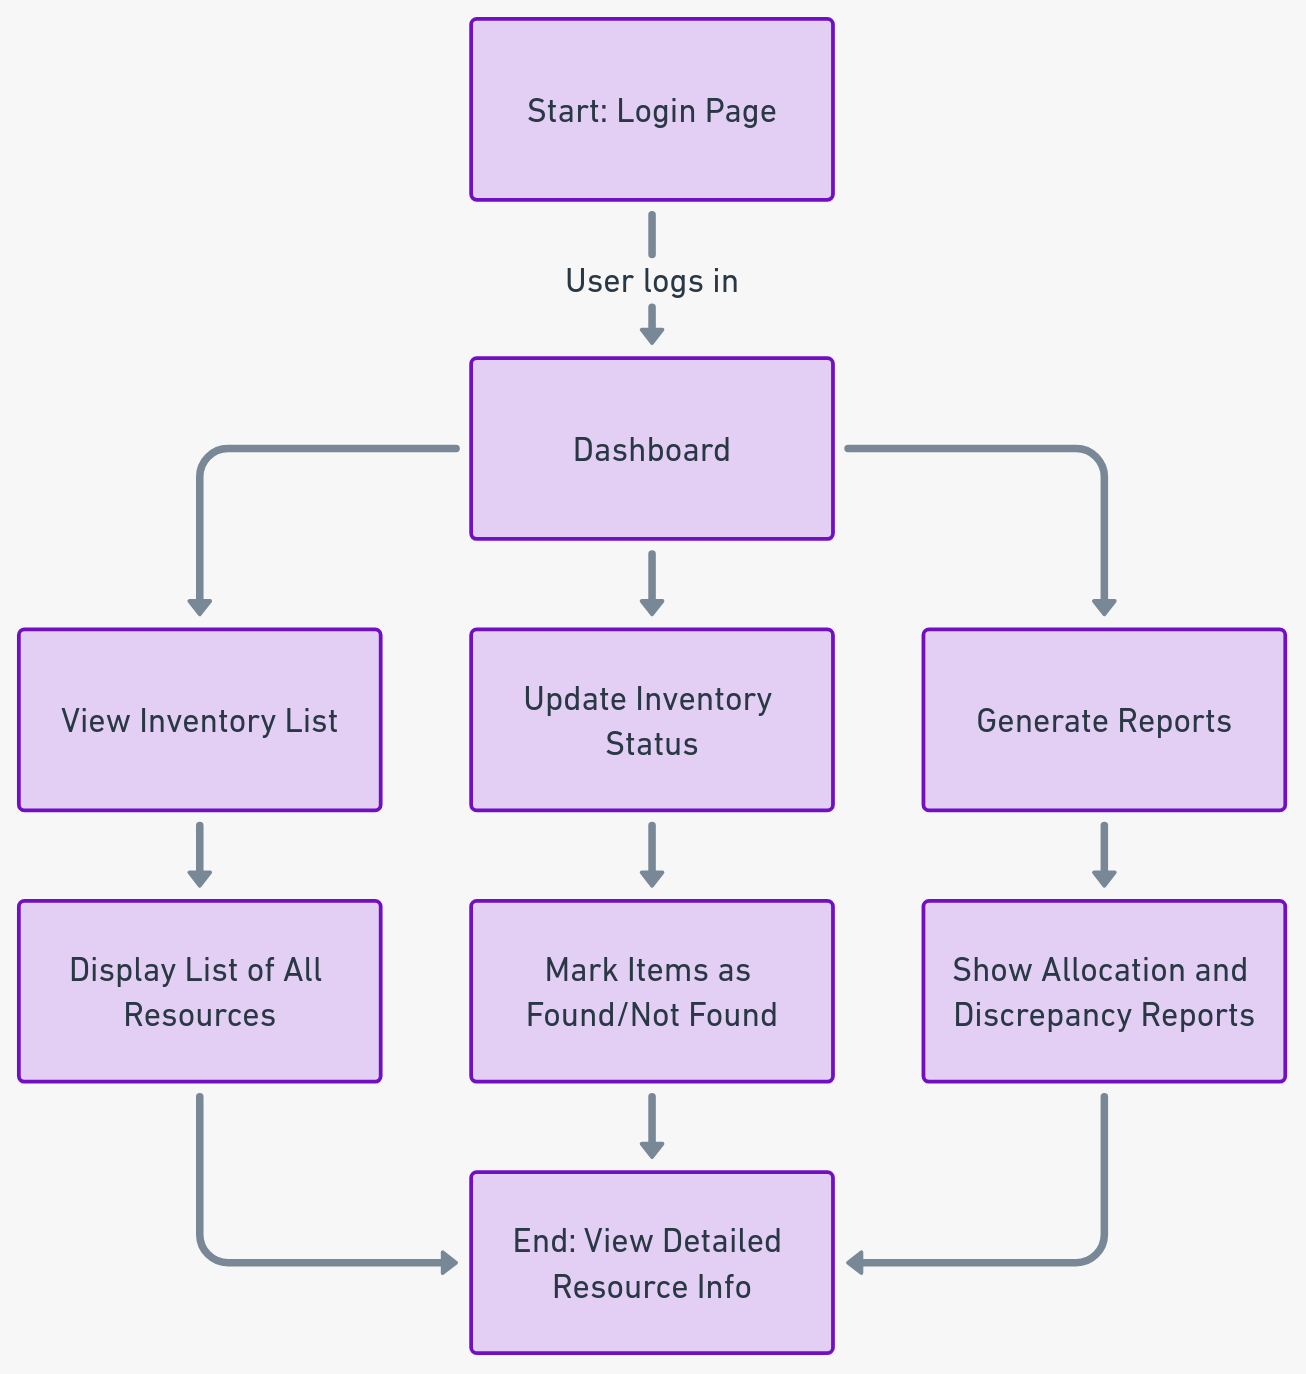 Start: Login Page
User logs in
Dashboard
View Inventory List
Update Inventory
Status
Generate Reports
Display List of All
Resources
Mark Items as
Found/Not Found
Show Allocation and
Discrepancy Reports
End: View Detailed
Resource Info